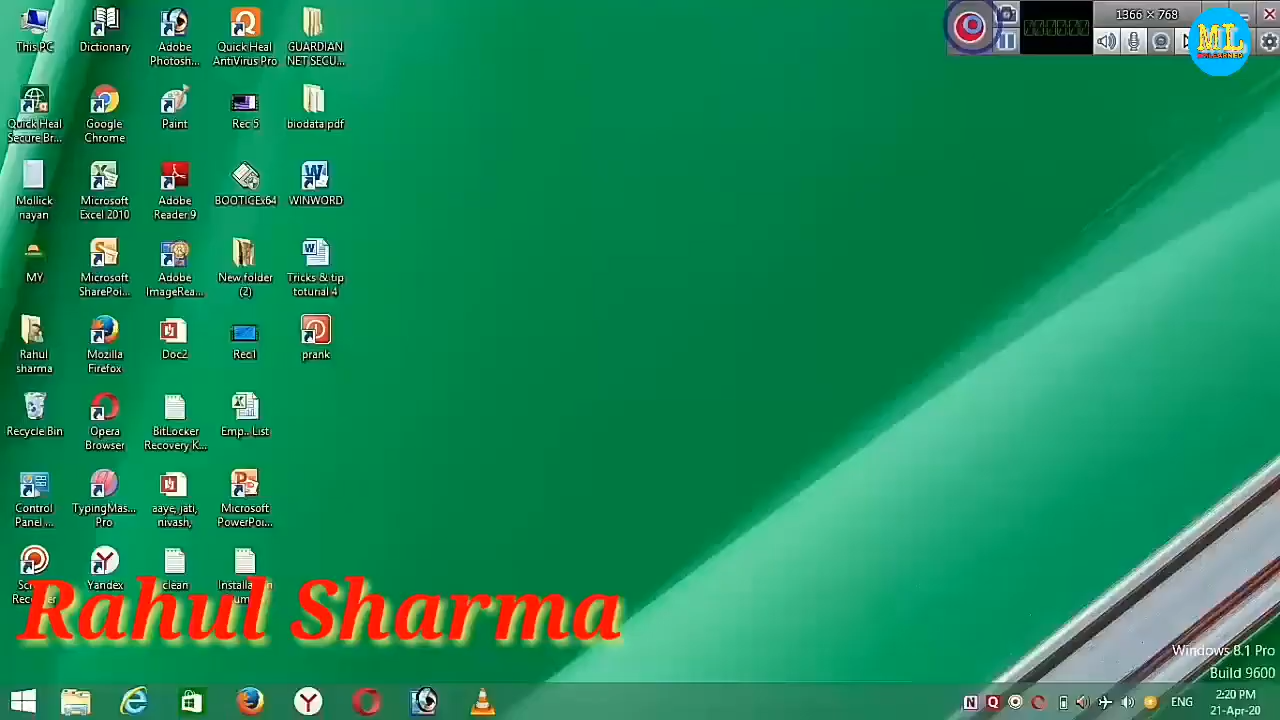 1366 × 768
ML
This PC
Dictionary
Adobe
Photosh...
Quick Heal
AntiVirus Pro
GUARDIAN
NET SECU...
Quick Heal
Secure Br...
Google
Chrome
Paint
Rec 5
biodata.pdf
Mollick
nayan
Microsoft
Excel 2010
Adobe
Reader 9
BOOTICEx64
WINWORD
MY
Microsoft
SharePoi...
Adobe
ImageRea...
New folder
(2)
Tricks & tip
toturial 4
Rahul
sharma
Mozilla
Firefox
Doc2
Rec1
prank
Recycle Bin
Opera
Browser
BitLocker
Recovery K...
Emp.. List
Control
Panel ...
TypingMas...
Pro
aaye, jati,
nivash,
Microsoft
PowerPoi...
Yandex
clean
Rahul Sharma
Windows 8.1 Pro
Build 9600
ENG
2:20 PM
21-Apr-20